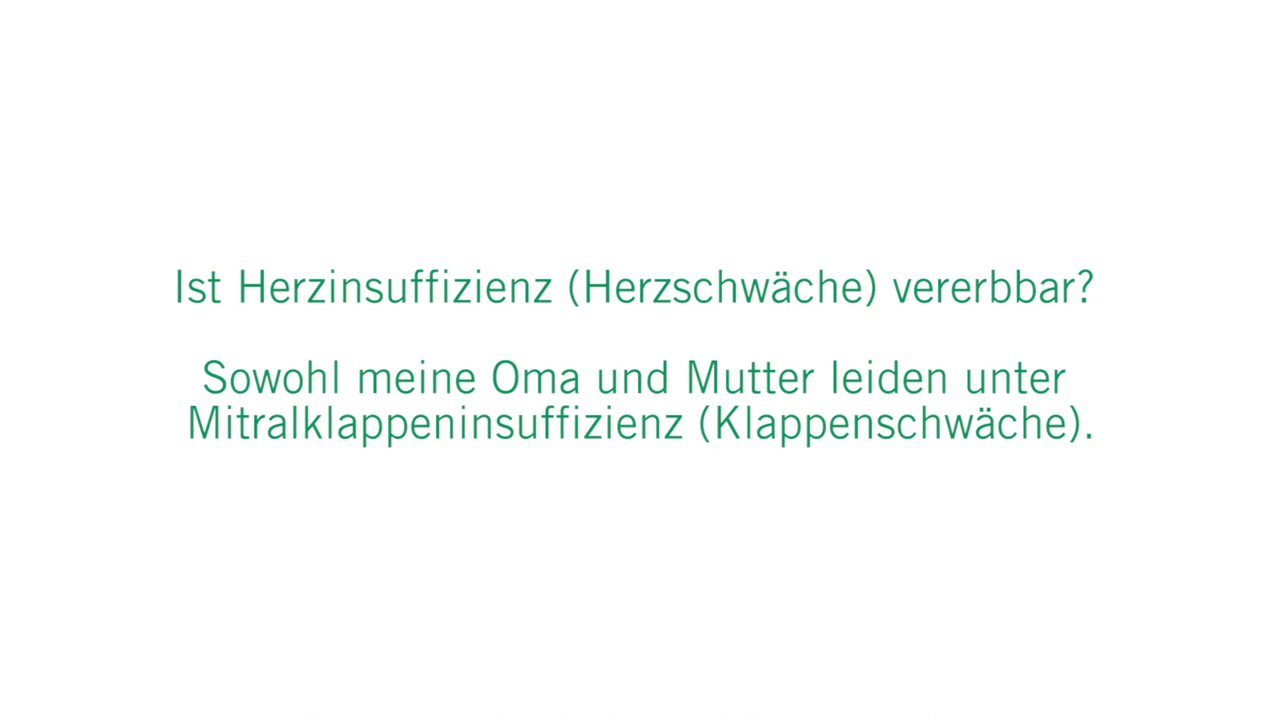 Ist Herzinsuffizienz (Herzschwäche) vererbbar?
Sowohl meine Oma und Mutter leiden unter
Mitralklappeninsuffizienz (Klappenschwäche).